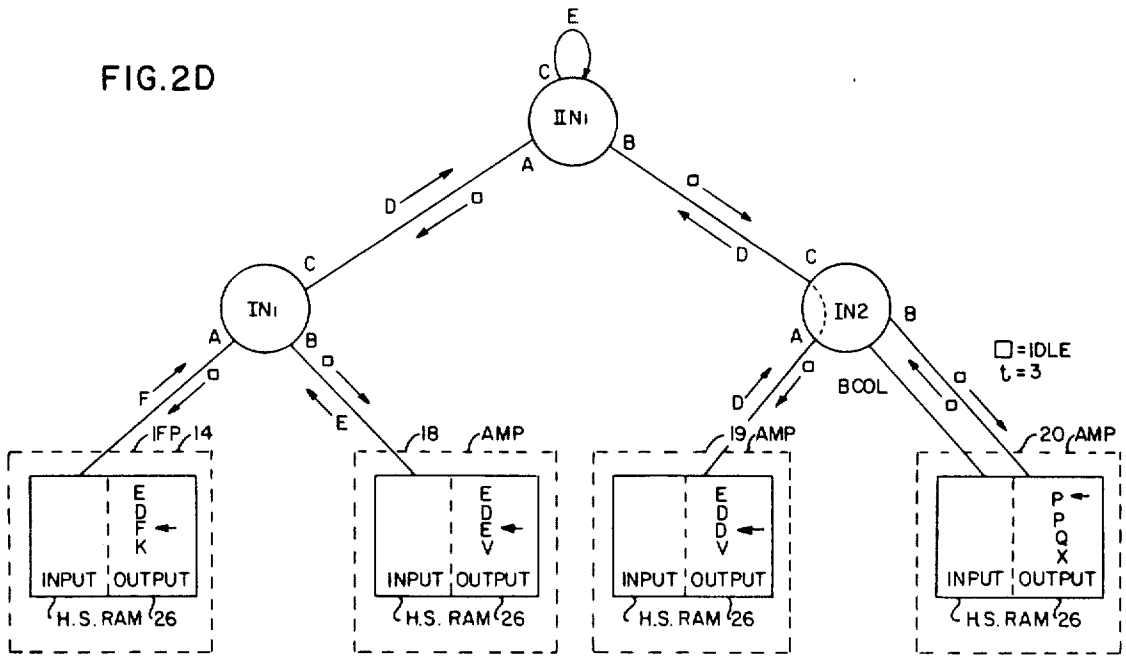 E
FIG.2D
C
IIN1
A
B
D □
□ D
C
C
IN1
IN2
A
B
A
B
□ = IDLE
t = 3
F □
□ E
D □
BCOL
□ □
IFP 14
18 AMP
19 AMP
20 AMP
E
D
F
K
INPUT OUTPUT
H.S. RAM 26
E
D
E
V
INPUT OUTPUT
H.S. RAM 26
E
D
D
V
INPUT OUTPUT
H.S. RAM 26
P
P
Q
X
INPUT OUTPUT
H.S. RAM 26